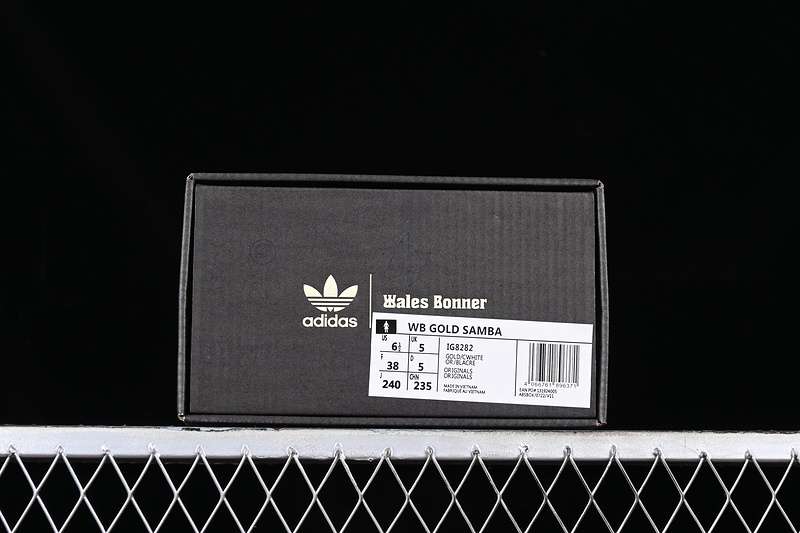 adidas
Wales Bonner
WB GOLD SAMBA
US 6½ UK 5
F 38 D 5
J 240 CHN 235
IG8282
GOLD/CWHITE
OR/BLACRE
ORIGINALS
ORIGINALS
MADE IN VIETNAM
FABRIQUE AU VIETNAM